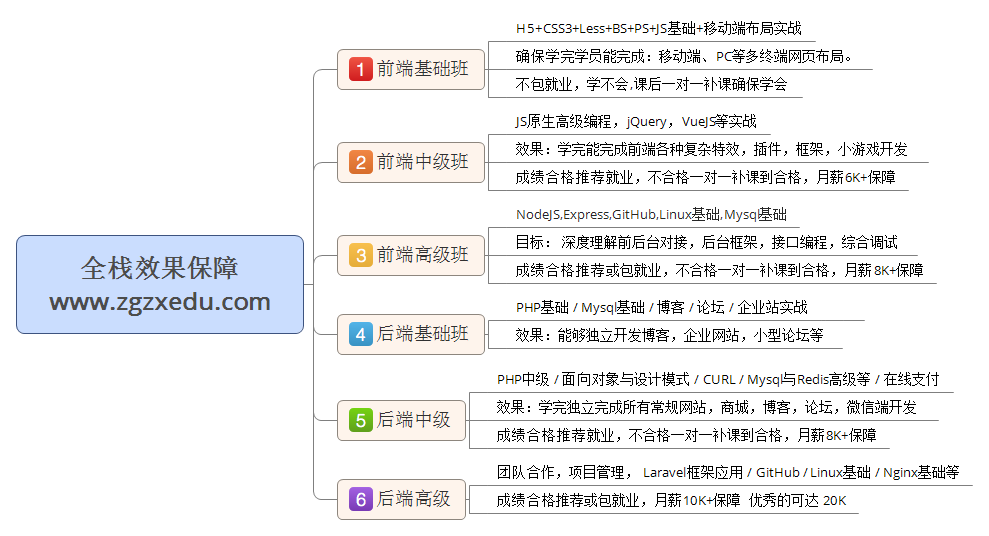 全栈效果保障
www.zgzxedu.com
1 前端基础班
H5+CSS3+Less+BS+PS+JS基础+移动端布局实战
确保学完学员能完成：移动端、PC等多终端网页布局。
不包就业，学不会,课后一对一补课确保学会
2 前端中级班
JS原生高级编程，jQuery，VueJS等实战
效果：学完能完成前端各种复杂特效，插件，框架，小游戏开发
成绩合格推荐就业，不合格一对一补课到合格，月薪6K+保障
3 前端高级班
NodeJS,Express,GitHub,Linux基础,Mysql基础
目标： 深度理解前后台对接，后台框架，接口编程，综合调试
成绩合格推荐或包就业，不合格一对一补课到合格，月薪8K+保障
4 后端基础班
PHP基础 / Mysql基础 / 博客 / 论坛 / 企业站实战
效果：能够独立开发博客，企业网站，小型论坛等
5 后端中级
PHP中级 / 面向对象与设计模式 / CURL / Mysql与Redis高级等 / 在线支付
效果：学完独立完成所有常规网站，商城，博客，论坛，微信端开发
成绩合格推荐就业，不合格一对一补课到合格，月薪8K+保障
6 后端高级
团队合作，项目管理， Laravel框架应用 / GitHub / Linux基础 / Nginx基础等
成绩合格推荐或包就业，月薪10K+保障 优秀的可达 20K